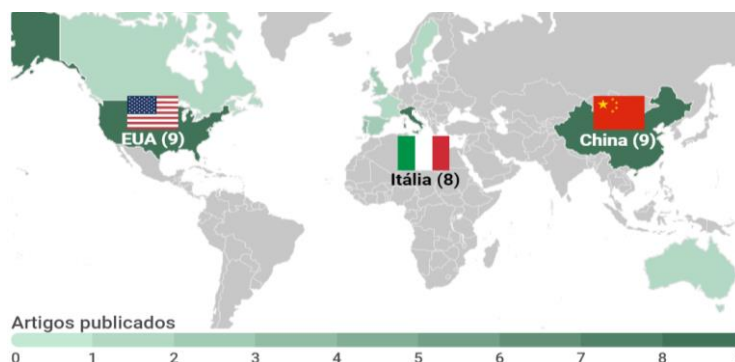 EUA (9)
China (9)
Itália (8)
Artigos publicados
0 1 2 3 4 5 6 7 8